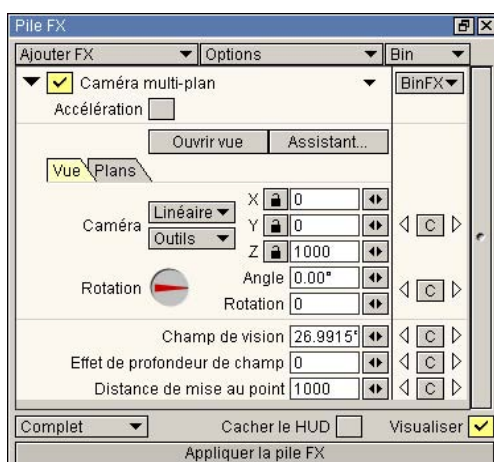 Pile FX
Ajouter FX Options Bin
Caméra multi-plan BinFX
Accélération
Ouvrir vue Assistant...
Vue Plans
X 0
Caméra Linéaire Y 0 C
Outils Z 1000
Rotation Angle 0.00° C
Rotation 0
Champ de vision 26.9915° C
Effet de profondeur de champ 0 C
Distance de mise au point 1000 C
Complet Cacher le HUD Visualiser
Appliquer la pile FX